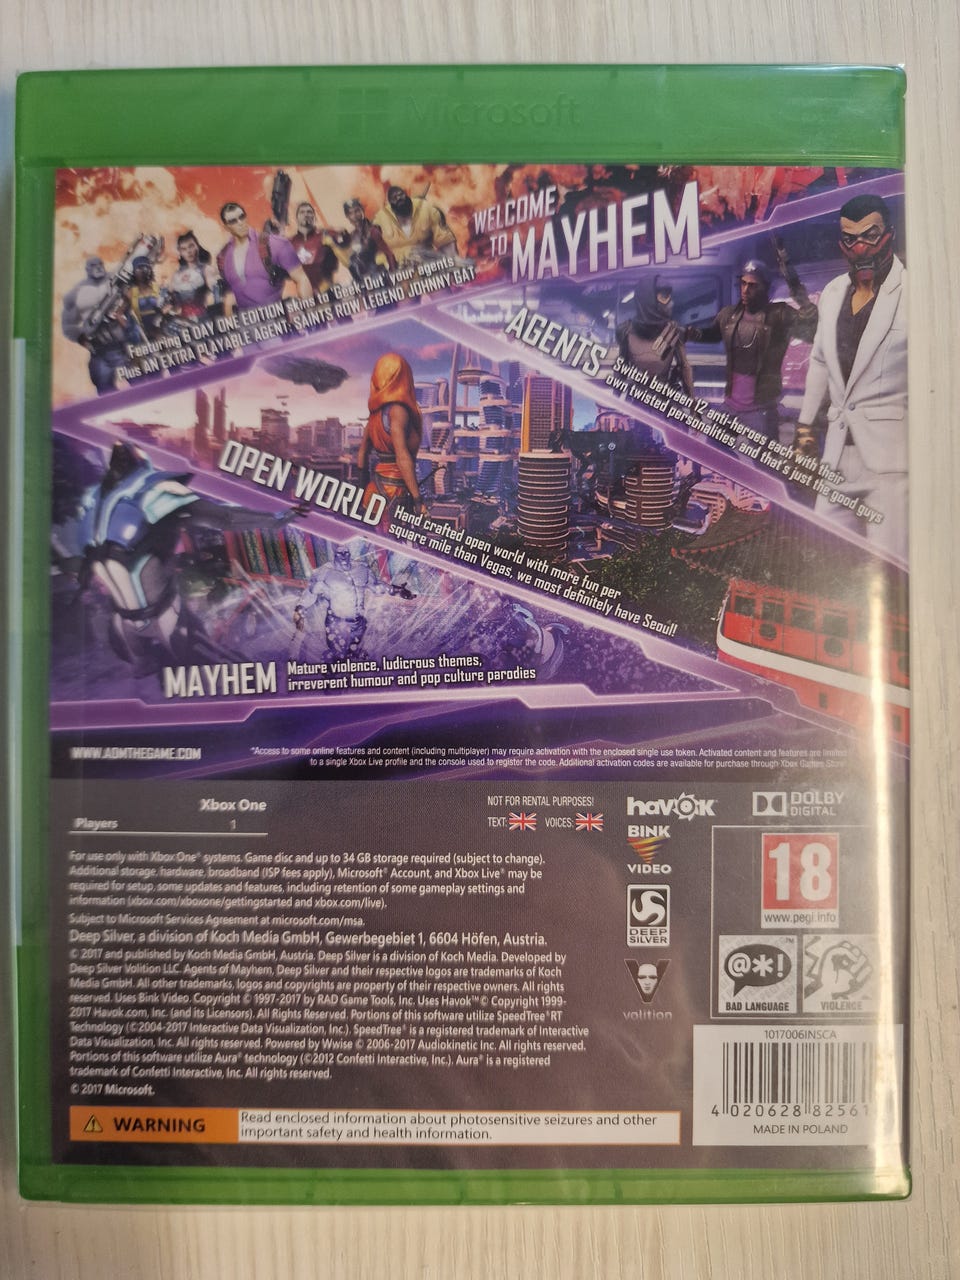 Microsoft
WELCOME
TO MAYHEM
Featuring 6 DAY ONE EDITION skins to 'Geek-Out' your agents
Plus AN EXTRA PLAYABLE AGENT: SAINTS ROW LEGEND JOHNNY GAT
AGENTS
Switch between 12 anti-heroes each with their
own twisted personalities, and that's just the good guys
OPEN WORLD
Hand crafted open world with more fun per
square mile than Vegas, we most definitely have Seoul!
MAYHEM
Mature violence, ludicrous themes,
irreverent humour and pop culture parodies
WWW.AOMTHEGAME.COM
*Access to some online features and content (including multiplayer) may require activation with the enclosed single use token. Activated content and features are limited
to a single Xbox Live profile and the console used to register the code. Additional activation codes are available for purchase through Xbox Games Store
Xbox One
Players 1
NOT FOR RENTAL PURPOSES!
TEXT: VOICES:
havok
DOLBY
DIGITAL
BINK
VIDEO
For use only with Xbox One® systems. Game disc and up to 34 GB storage required (subject to change).
Additional storage, hardware, broadband (ISP fees apply), Microsoft® Account, and Xbox Live® may be
required for setup, some updates and features, including retention of some gameplay settings and
information (xbox.com/xboxone/gettingstarted and xbox.com/live).
Subject to Microsoft Services Agreement at microsoft.com/msa.
Deep Silver, a division of Koch Media GmbH, Gewerbegebiet 1, 6604 Höfen, Austria.
© 2017 and published by Koch Media GmbH, Austria. Deep Silver is a division of Koch Media. Developed by
Deep Silver Volition LLC. Agents of Mayhem, Deep Silver and their respective logos are trademarks of Koch
Media GmbH. All other trademarks, logos and copyrights are property of their respective owners. All rights
reserved. Uses Bink Video. Copyright © 1997-2017 by RAD Game Tools, Inc. Uses Havok™© Copyright 1999-
2017 Havok.com, Inc. (and its Licensors). All Rights Reserved. Portions of this software utilize SpeedTree® RT
Technology (©2004-2017 Interactive Data Visualization, Inc.). SpeedTree® is a registered trademark of Interactive
Data Visualization, Inc. All rights reserved. Powered by Wwise © 2006-2017 Audiokinetic Inc. All rights reserved.
Portions of this software utilize Aura® technology (©2012 Confetti Interactive, Inc.). Aura® is a registered
trademark of Confetti Interactive, Inc. All rights reserved.
© 2017 Microsoft.
DEEP
SILVER
volition
18
www.pegi.info
@*!
BAD LANGUAGE
VIOLENCE
1017006INSCA
4 020628 82561
MADE IN POLAND
WARNING
Read enclosed information about photosensitive seizures and other
important safety and health information.